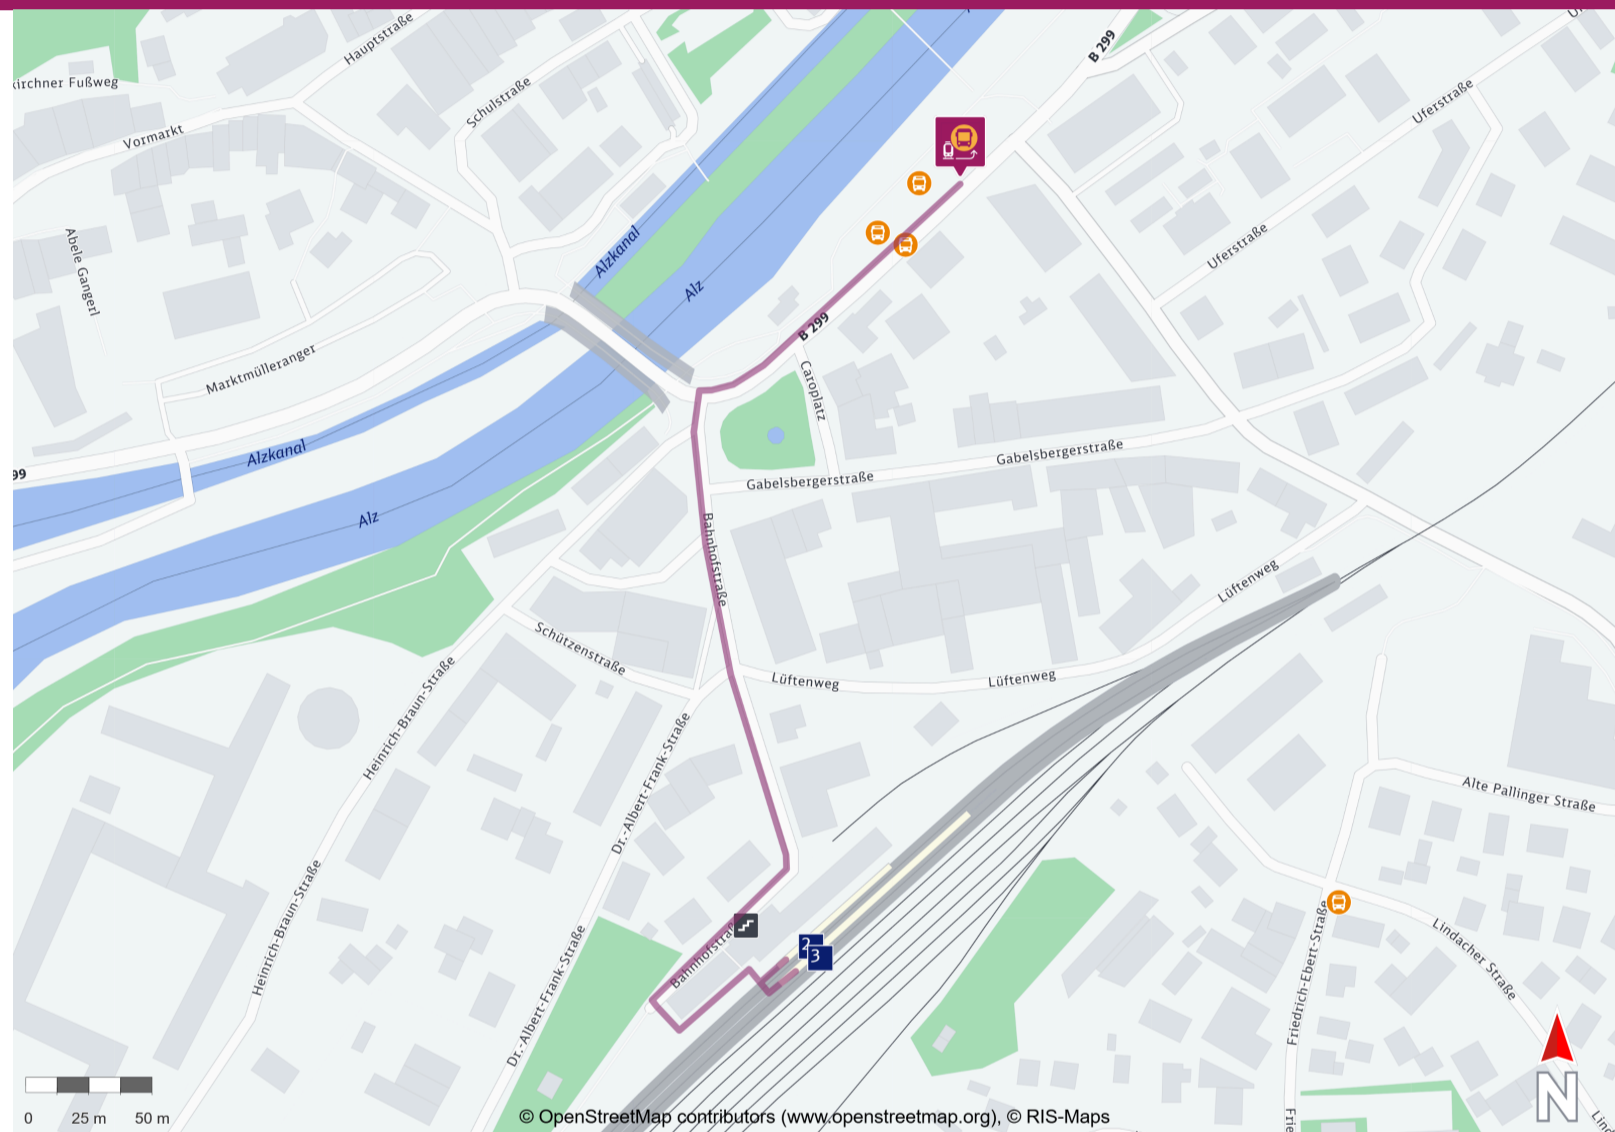 Hauptstraße
B 299
kirchner Fußweg
Schulstraße
Uferstraße
Vormarkt
Abele Gangerl
Alzkanal
Uferstraße
Alz
B 299
Marktmülleranger
Caroplatz
Alzkanal
Gabelsbergerstraße
99
Gabelsbergerstraße
Alz
Bahnhofstraße
Lüftenweg
Schützenstraße
Lüftenweg
Lüftenweg
Heinrich-Braun-Straße
Dr.-Albert-Frank-Straße
Alte Pallinger Straße
Heinrich-Braun-Straße
Bahnhofstraße
2
3
Dr.-Albert-Frank-Straße
Friedrich-Ebert-Straße
Lindacher Straße
N
0 25 m 50 m
© OpenStreetMap contributors (www.openstreetmap.org), © RIS-Maps
Frie